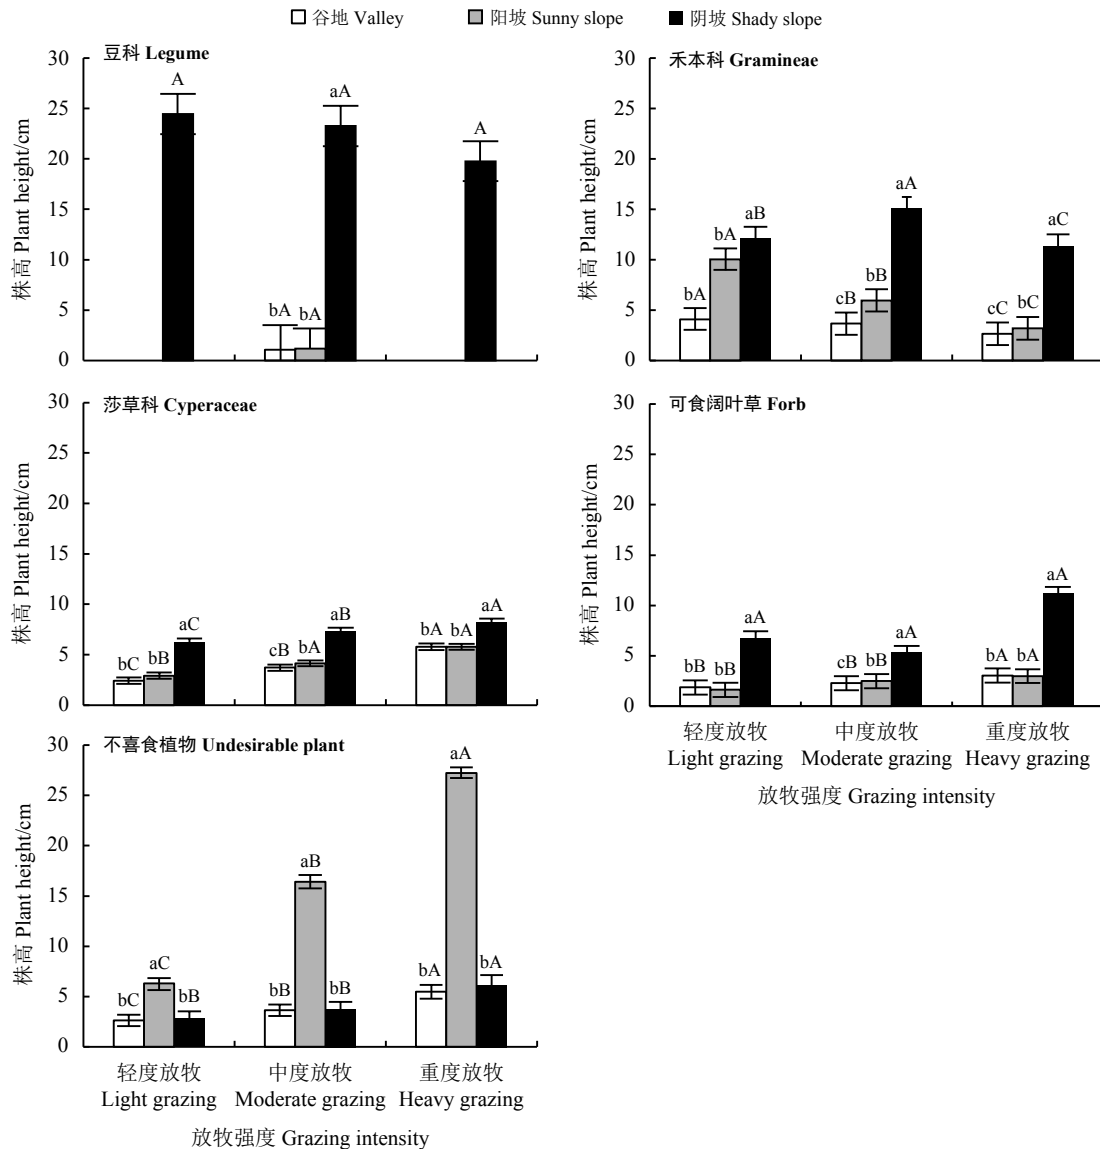 谷地 Valley 阳坡 Sunny slope 阴坡 Shady slope
豆科 Legume
株高 Plant height/cm
30
25
20
15
10
5
0
A
bA bA aA
A
禾本科 Gramineae
株高 Plant height/cm
30
25
20
15
10
5
0
bA bA aB
cB bB aA
cC bC aC
莎草科 Cyperaceae
株高 Plant height/cm
30
25
20
15
10
5
0
bC bB aC
cB bA aB
bA bA aA
可食阔叶草 Forb
株高 Plant height/cm
30
25
20
15
10
5
0
bB bB aA
cB bB aA
bA bA aA
轻度放牧 中度放牧 重度放牧
Light grazing Moderate grazing Heavy grazing
放牧强度 Grazing intensity
不喜食植物 Undesirable plant
株高 Plant height/cm
30
25
20
15
10
5
0
bC aC bB
bB aB bB
bA aA bA
轻度放牧 中度放牧 重度放牧
Light grazing Moderate grazing Heavy grazing
放牧强度 Grazing intensity